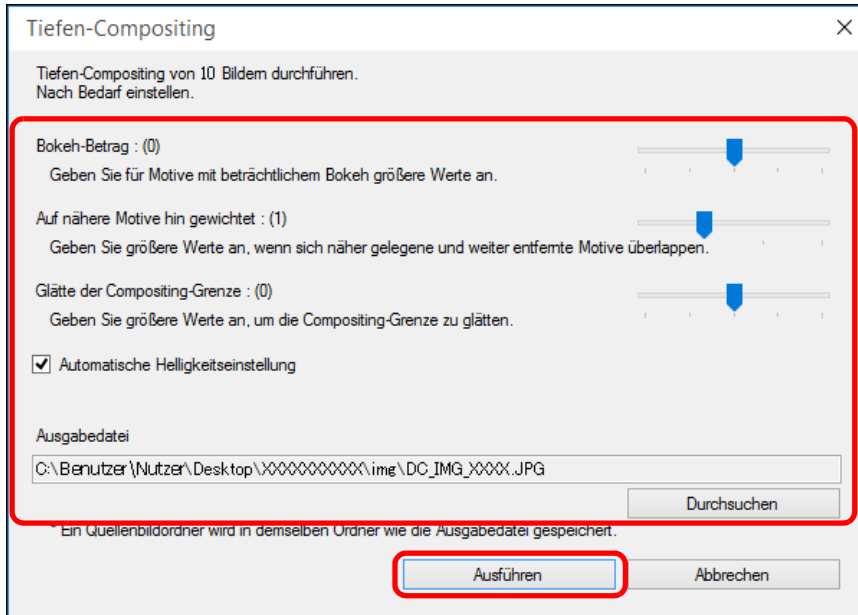 Tiefen-Compositing
Tiefen-Compositing von 10 Bildern durchführen.
Nach Bedarf einstellen.
Bokeh-Betrag : (0)
Geben Sie für Motive mit beträchtlichem Bokeh größere Werte an.
Auf nähere Motive hin gewichtet : (1)
Geben Sie größere Werte an, wenn sich näher gelegene und weiter entfernte Motive überlappen.
Glätte der Compositing-Grenze : (0)
Geben Sie größere Werte an, um die Compositing-Grenze zu glätten.
Automatische Helligkeitseinstellung
Ausgabedatei
C:\Benutzer\Nutzer\Desktop\XXXXXXXXXXX\img\DC_IMG_XXXX.JPG
Durchsuchen
* Ein Quellenbildordner wird in demselben Ordner wie die Ausgabedatei gespeichert.
Ausführen
Abbrechen